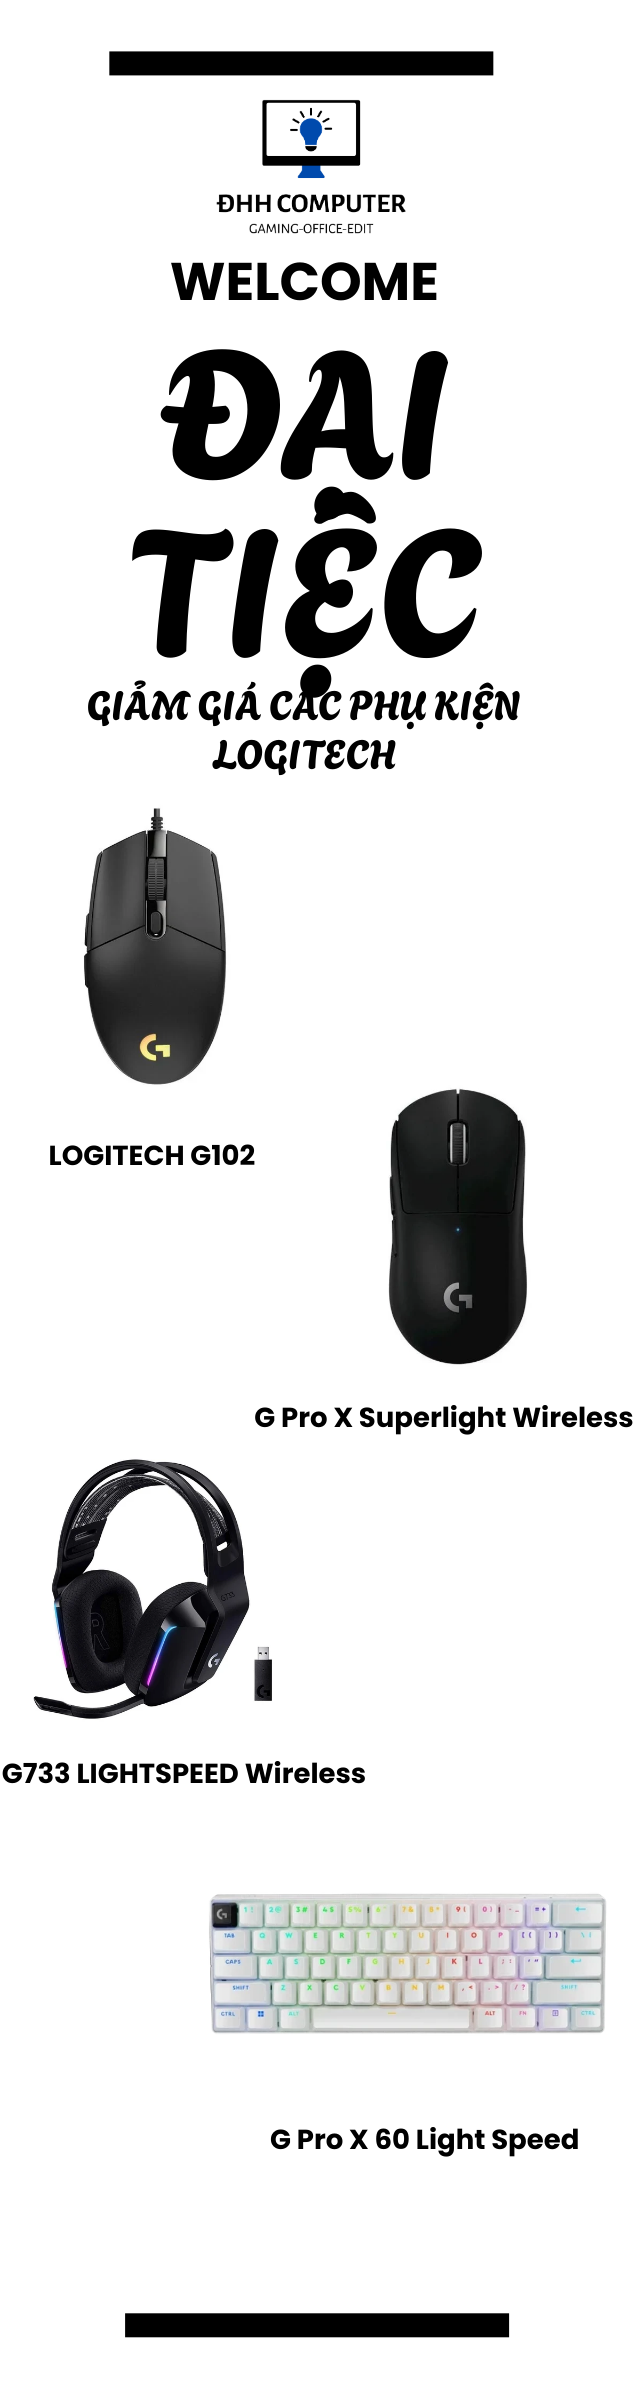 ĐHH COMPUTER
GAMING-OFFICE-EDIT
WELCOME
ĐẠI
TIỆC
GIẢM GIÁ CÁC PHỤ KIỆN
LOGITECH
LOGITECH G102
G Pro X Superlight Wireless
G733 LIGHTSPEED Wireless
G Pro X 60 Light Speed